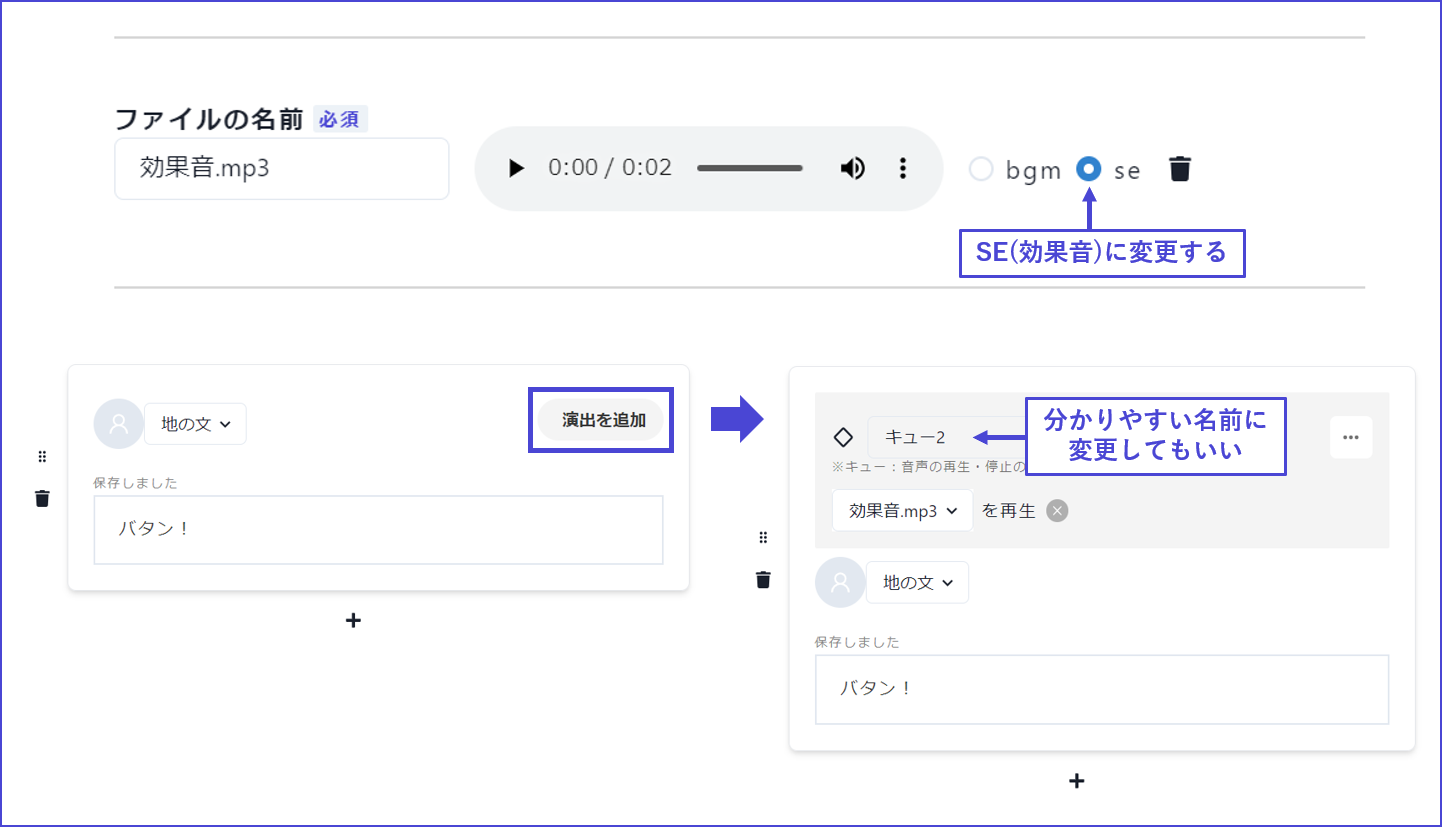 ファイルの名前 必須
効果音.mp3
0:00 / 0:02
bgm se
SE(効果音)に変更する
地の文
演出を追加
保存しました
バタン！
キュー2
分かりやすい名前に
変更してもいい
※キュー：音声の再生・停止の
効果音.mp3 を再生
地の文
保存しました
バタン！